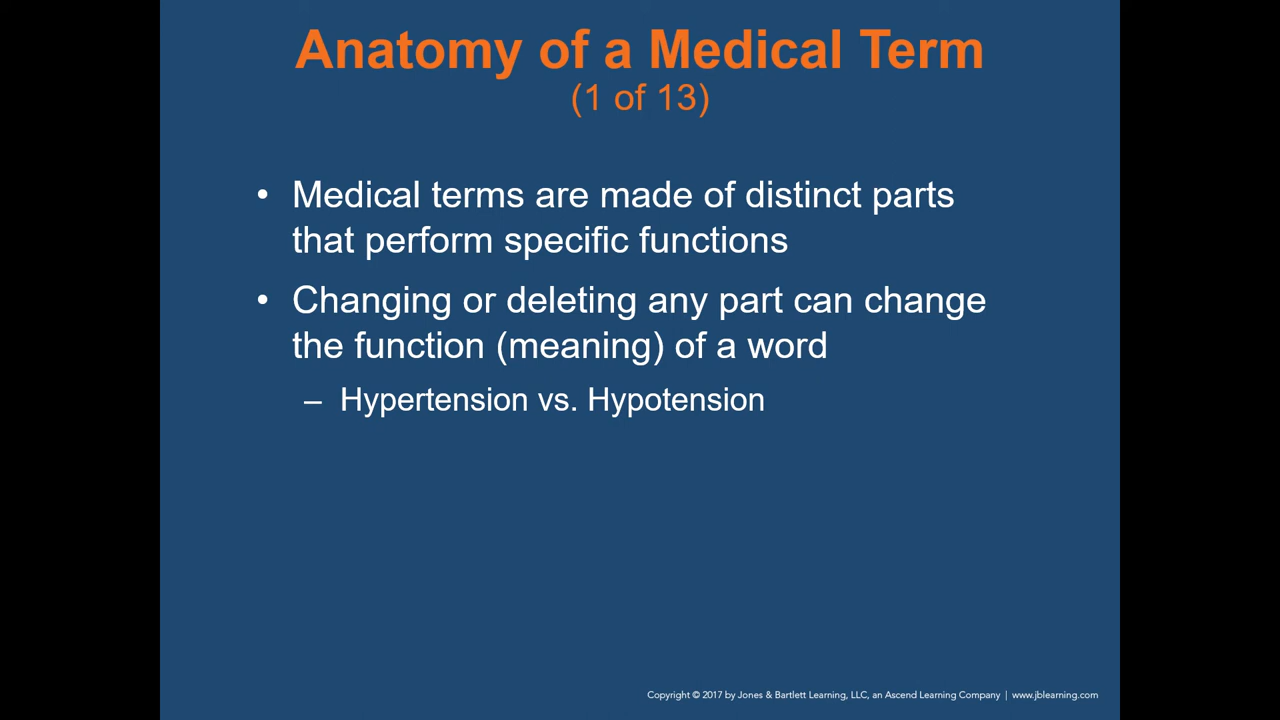 Anatomy of a Medical Term
(1 of 13)
• Medical terms are made of distinct parts
that perform specific functions
• Changing or deleting any part can change
the function (meaning) of a word
– Hypertension vs. Hypotension
Copyright © 2017 by Jones & Bartlett Learning, LLC, an Ascend Learning Company | www.jblearning.com